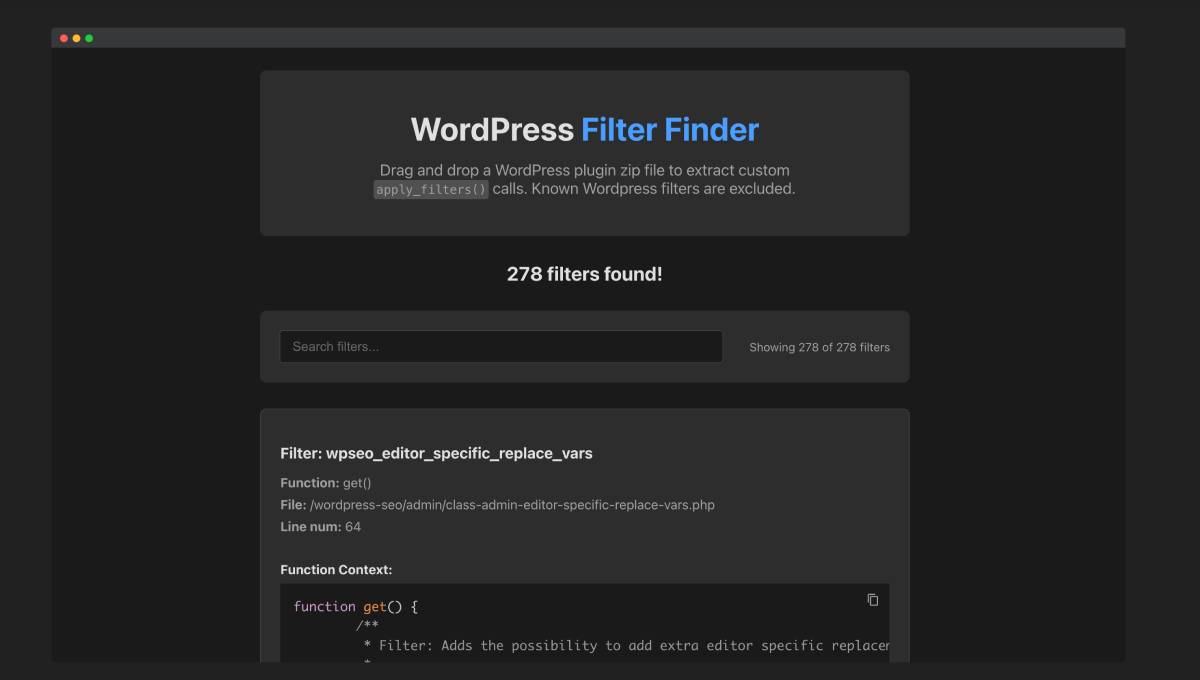 WordPress Filter Finder
Drag and drop a WordPress plugin zip file to extract custom
apply_filters() calls. Known Wordpress filters are excluded.
278 filters found!
Search filters...
Showing 278 of 278 filters
Filter: wpseo_editor_specific_replace_vars
Function: get()
File: /wordpress-seo/admin/class-admin-editor-specific-replace-vars.php
Line num: 64
Function Context:
function get() {
/**
* Filter: Adds the possibility to add extra editor specific replacem
*